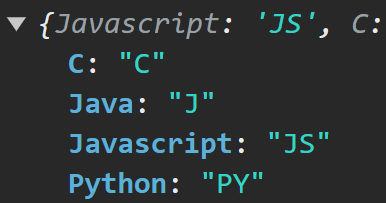 ▼ {Javascript: 'JS', C:
C: "C"
Java: "J"
Javascript: "JS"
Python: "PY"